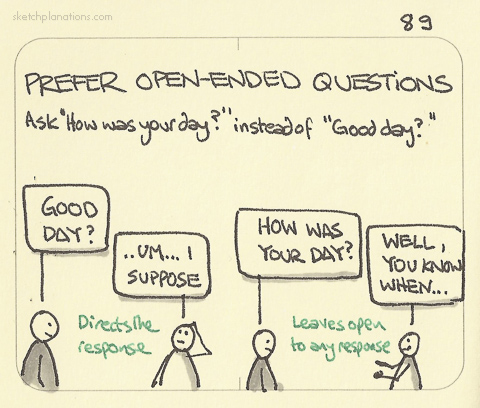 sketchplanations.com
89
PREFER OPEN-ENDED QUESTIONS
Ask "How was your day?" instead of "Good day?"
GOOD
DAY?
..UM... I
SUPPOSE
Directs the
response
HOW WAS
YOUR DAY?
WELL,
YOU KNOW
WHEN...
Leaves open
to any response